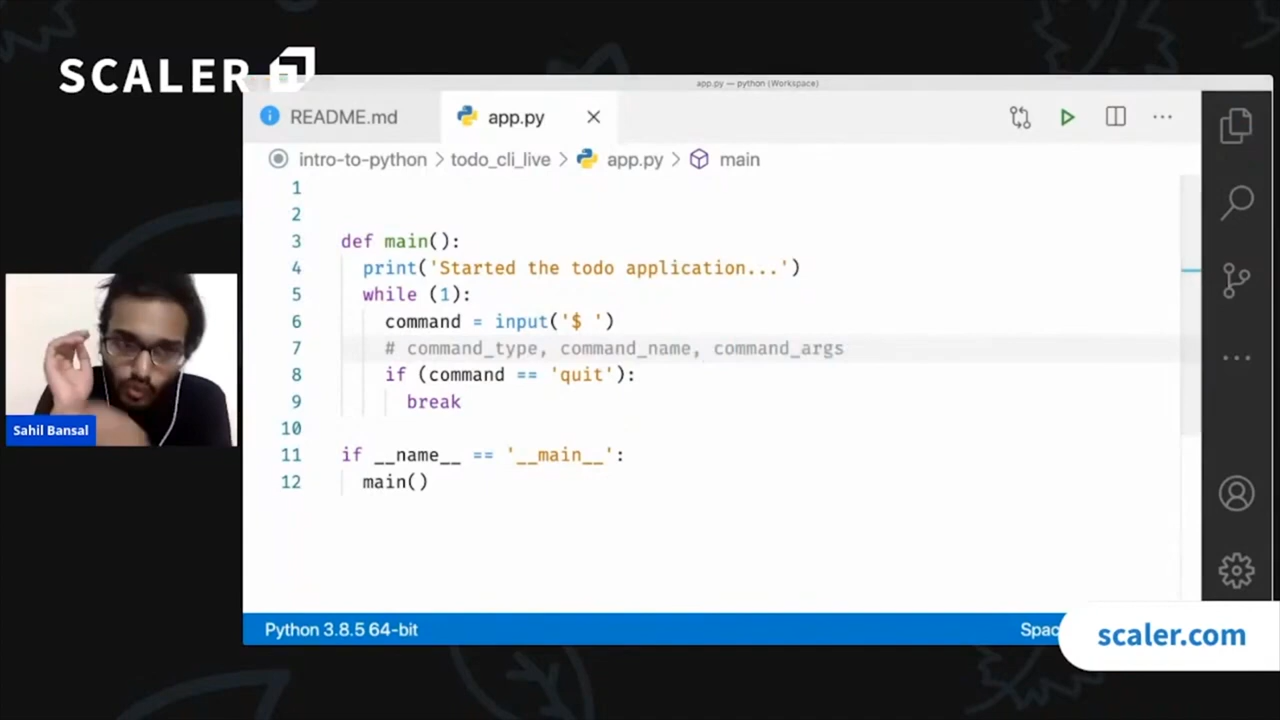 SCALER
app.py — python (Workspace)
README.md
app.py
intro-to-python > todo_cli_live > app.py > main
1
2
3 def main():
4 print('Started the todo application...')
5 while (1):
6 command = input('$ ')
7 # command_type, command_name, command_args
8 if (command == 'quit'):
9 break
10
11 if __name__ == '__main__':
12 main()
Sahil Bansal
Python 3.8.5 64-bit
Spac
scaler.com